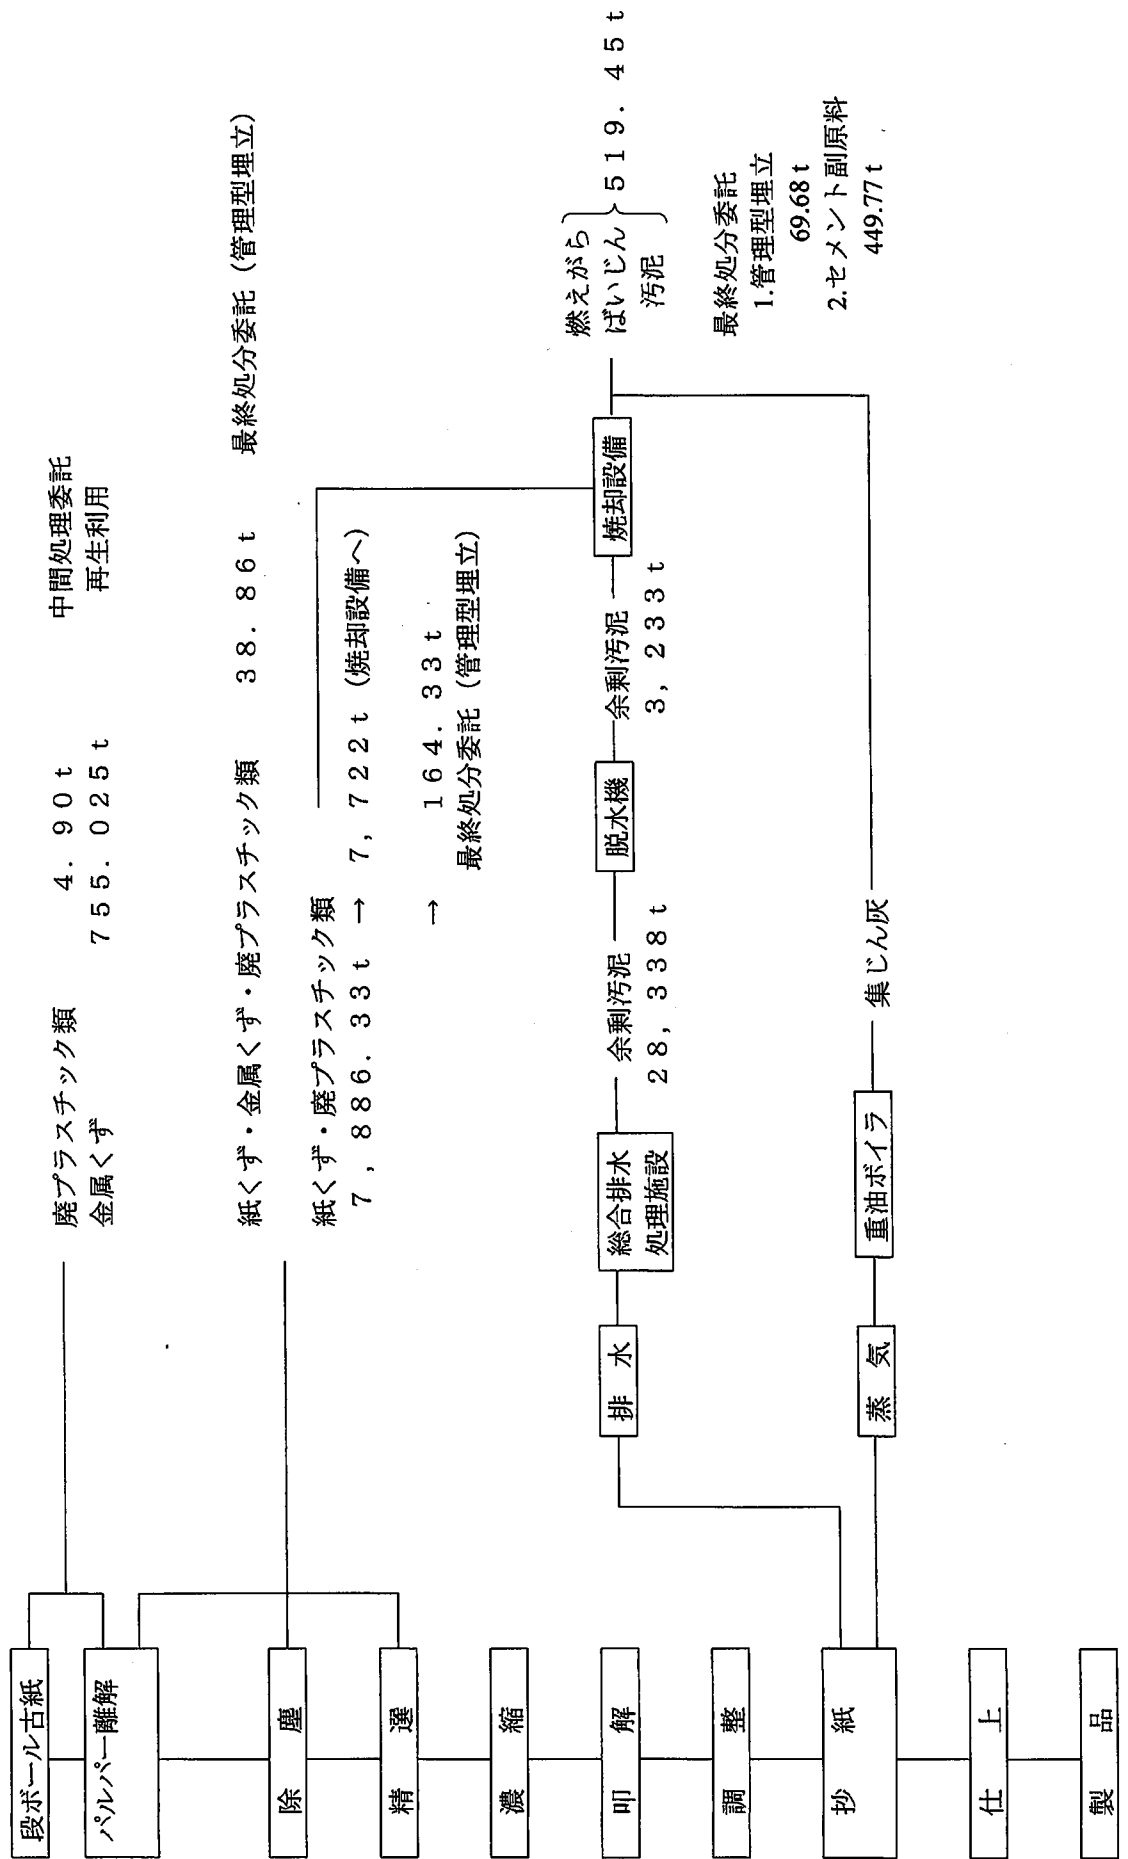 段ボール古紙
パルパー離解
除塵
精選
濃縮
叩解
調整
抄紙
仕上
製品
廃プラスチック類 4.90t 中間処理委託
金属くず 755.025t 再生利用
紙くず・金属くず・廃プラスチック類 38.86t 最終処分委託（管理型埋立）
紙くず・廃プラスチック類
7,886.33t → 7,722t（焼却設備へ）
→ 164.33t
最終処分委託（管理型埋立）
排水
総合排水
処理施設
余剰汚泥
28,338t
脱水機
余剰汚泥
3,233t
焼却設備
燃えがら
ばいじん
汚泥
519.45t
最終処分委託
1.管理型埋立
69.68t
2.セメント副原料
449.77t
蒸気
重油ボイラ
集じん灰